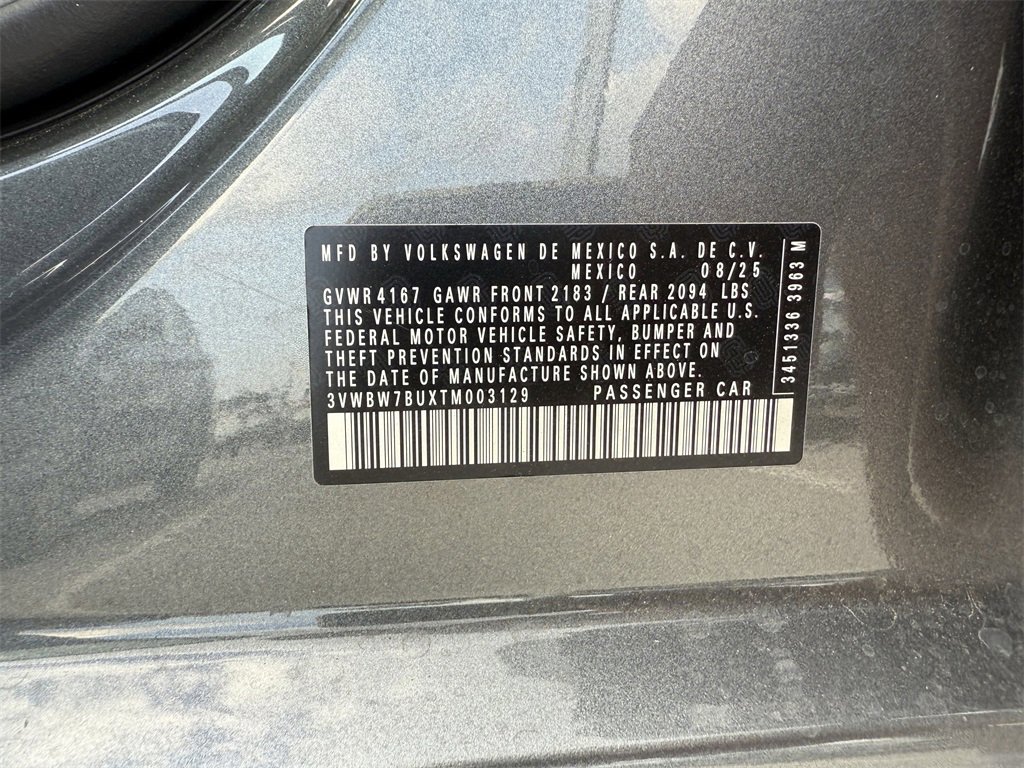 MFD BY VOLKSWAGEN DE MEXICO S.A. DE C.V.
MEXICO 08/25
GVWR 4167 GAWR FRONT 2183 / REAR 2094 LBS
THIS VEHICLE CONFORMS TO ALL APPLICABLE U.S.
FEDERAL MOTOR VEHICLE SAFETY, BUMPER AND
THEFT PREVENTION STANDARDS IN EFFECT ON
THE DATE OF MANUFACTURE SHOWN ABOVE.
3VWBW7BUXTM003129 PASSENGER CAR
3451336 3963 M